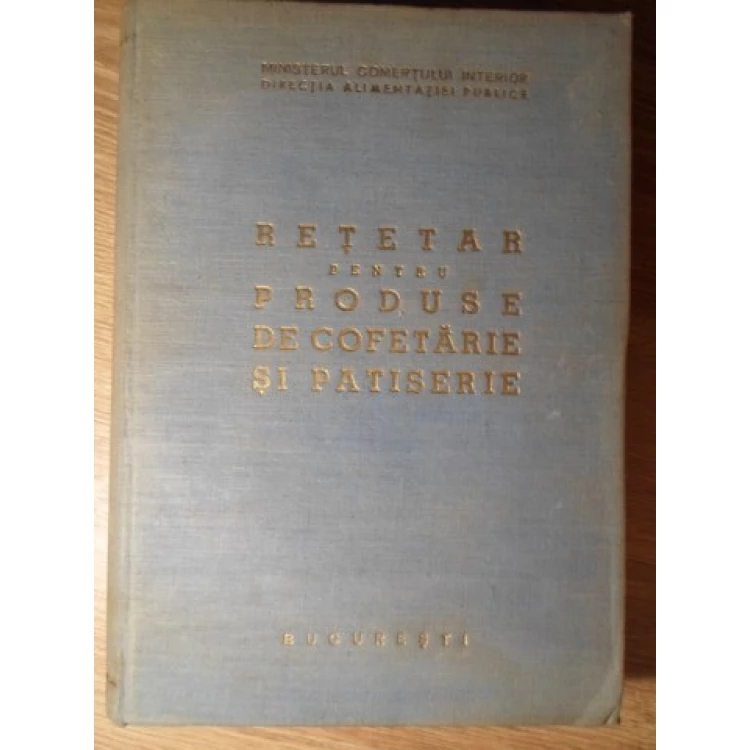 MINISTERUL COMERȚULUI INTERIOR
DIRECȚIA ALIMENTAȚIEI PUBLICE
REȚETAR
PENTRU
PRODUSE
DE COFETĂRIE
ȘI PATISERIE
BUCUREȘTI